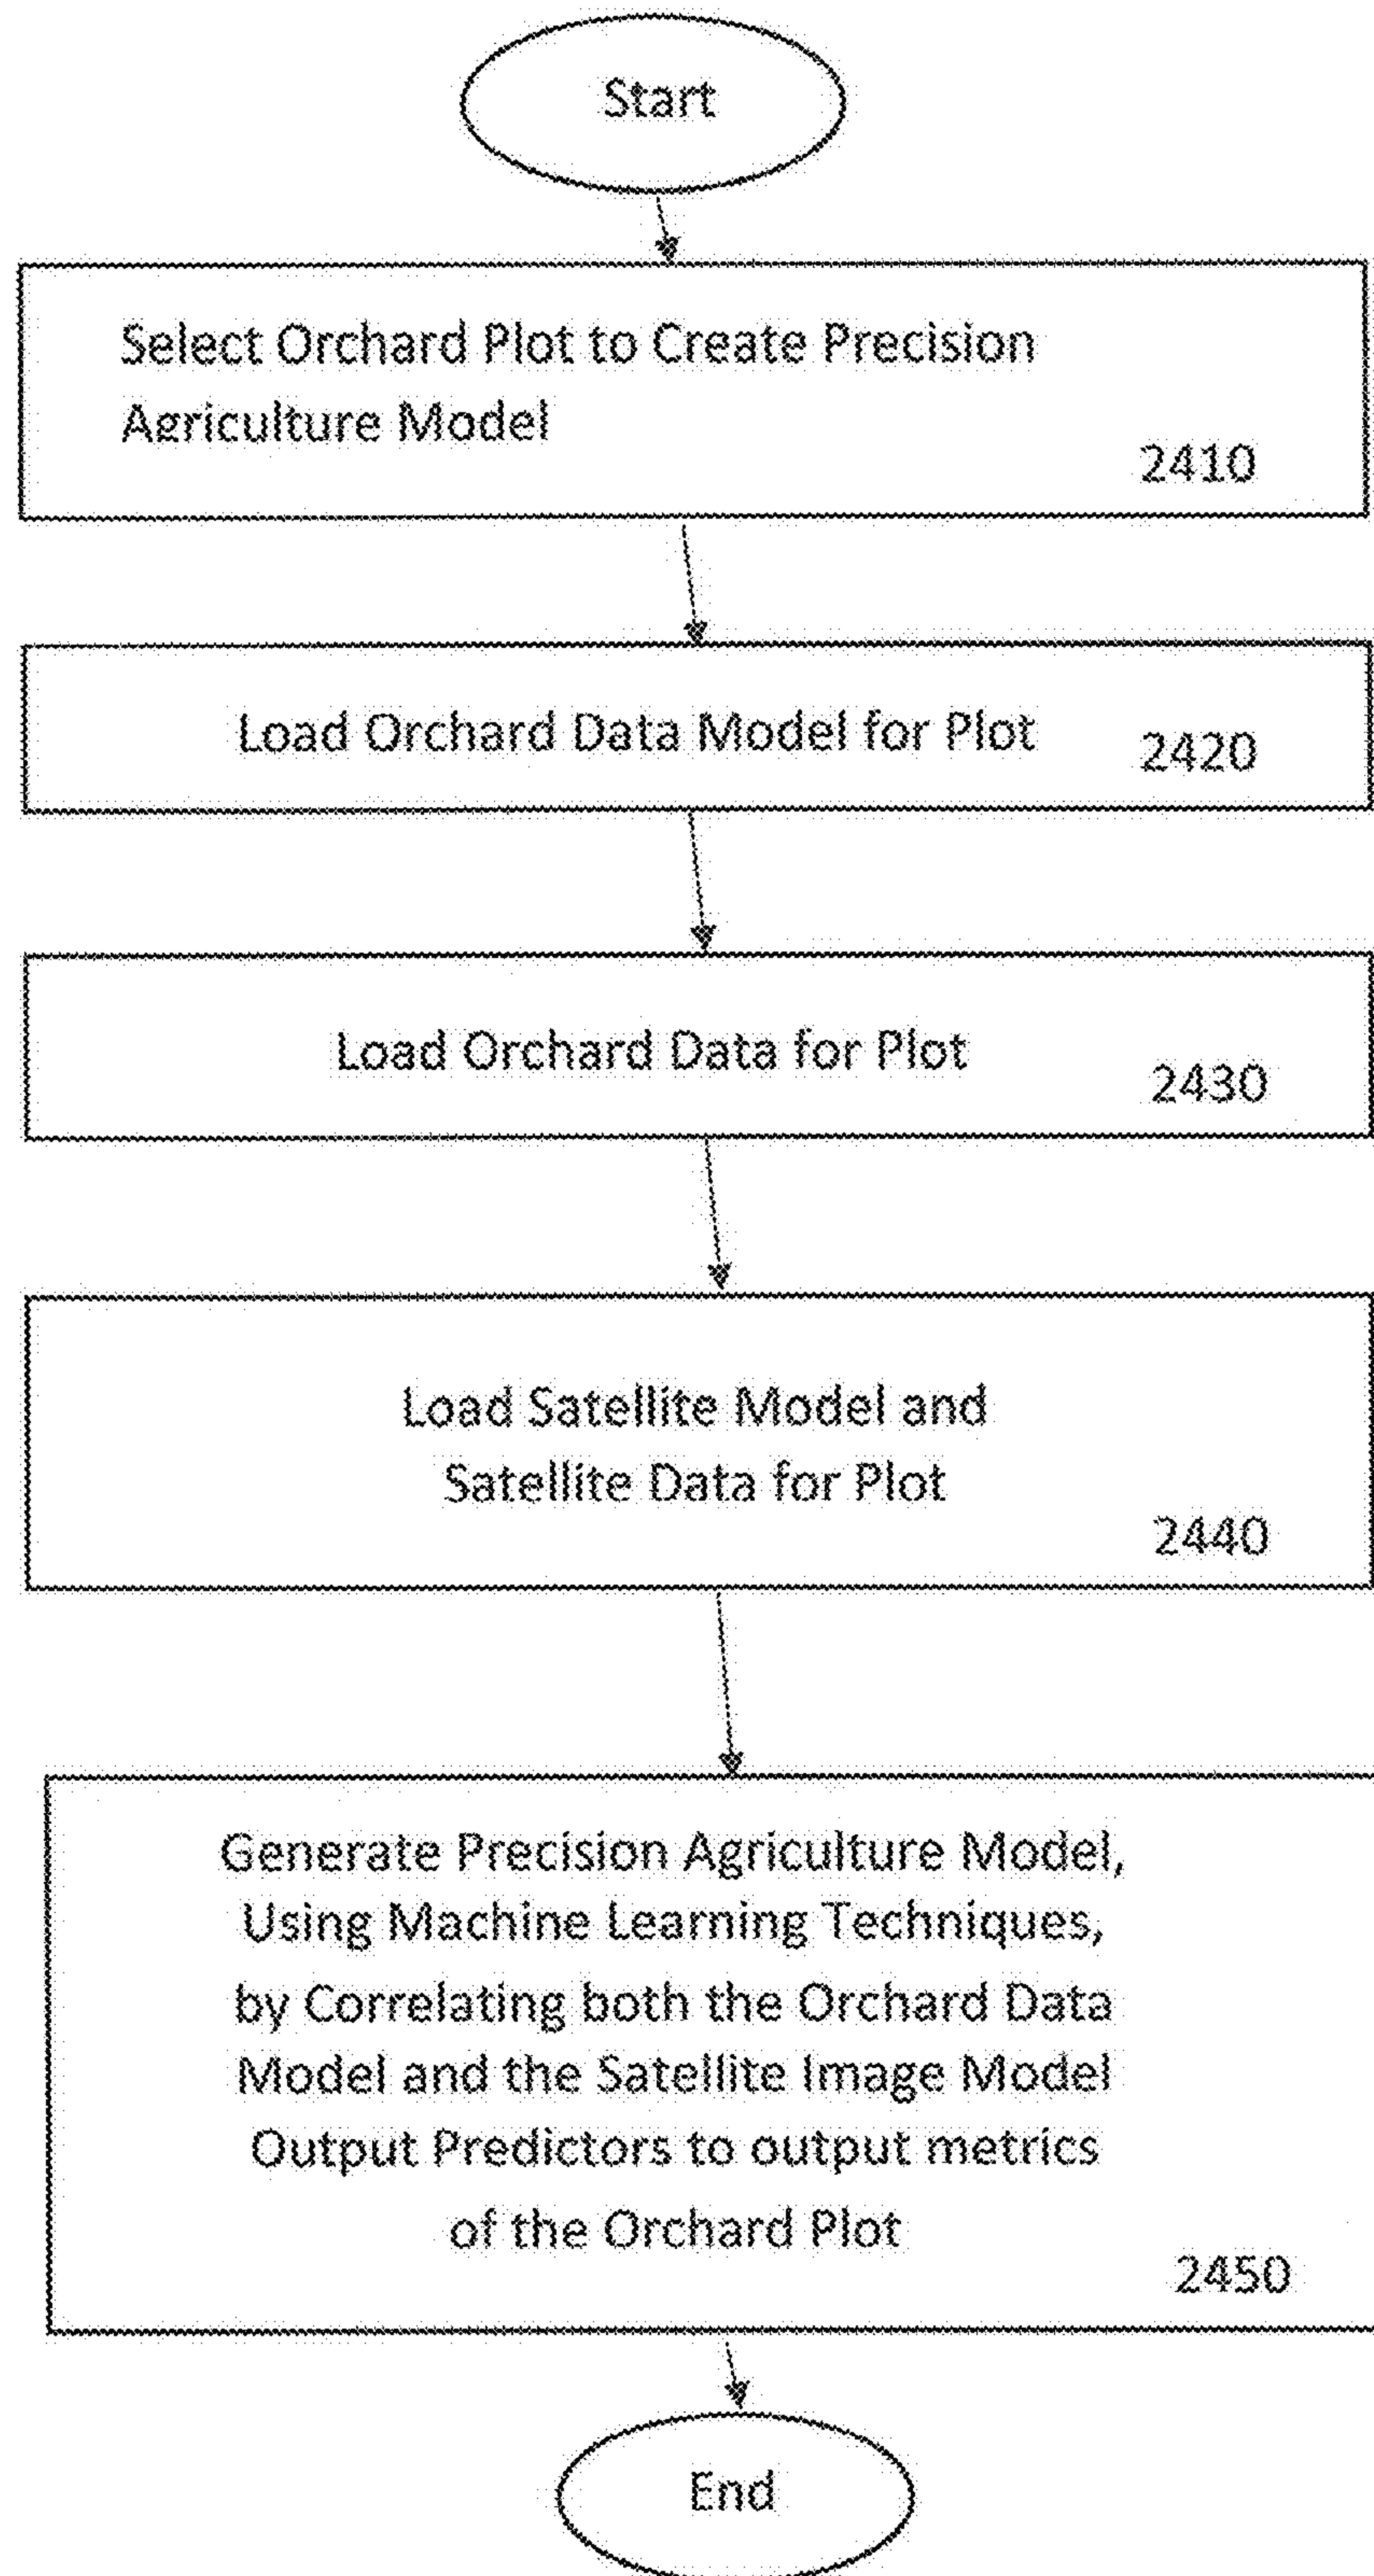 Start
Select Orchard Plot to Create Precision
Agriculture Model
2410
Load Orchard Data Model for Plot
2420
Load Orchard Data for Plot
2430
Load Satellite Model and
Satellite Data for Plot
2440
Generate Precision Agriculture Model,
Using Machine Learning Techniques,
by Correlating both the Orchard Data
Model and the Satellite Image Model
Output Predictors to output metrics
of the Orchard Plot
2450
End